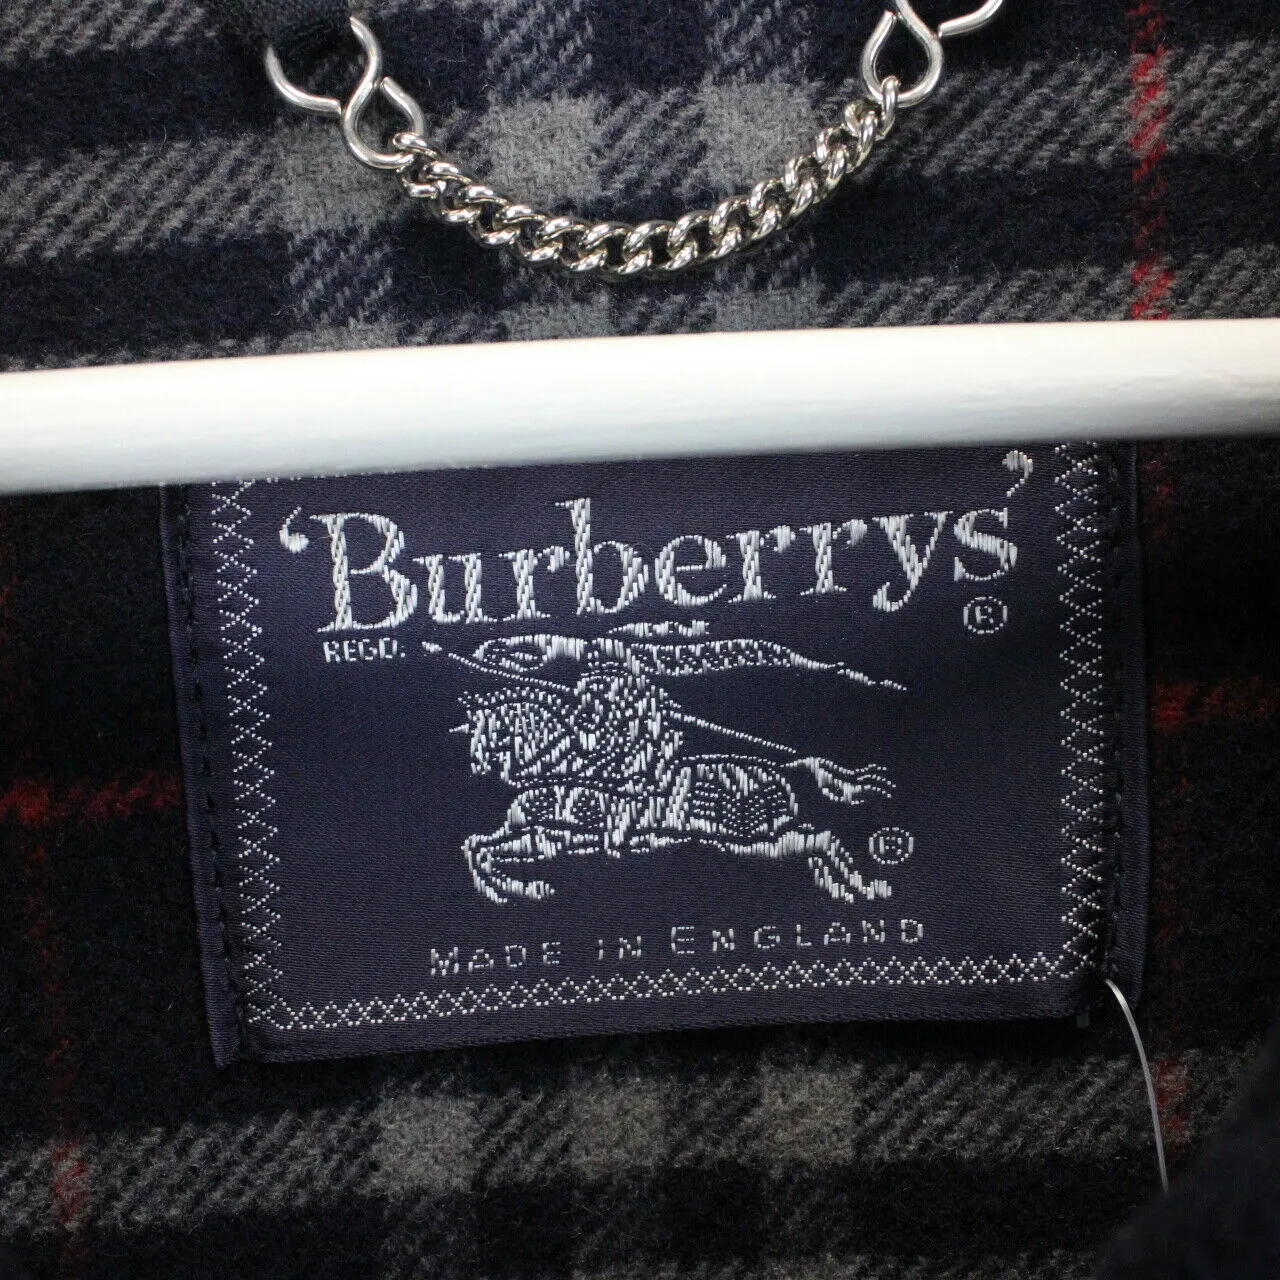 ‘Burberrys’
REGD. ®
®
MADE IN ENGLAND